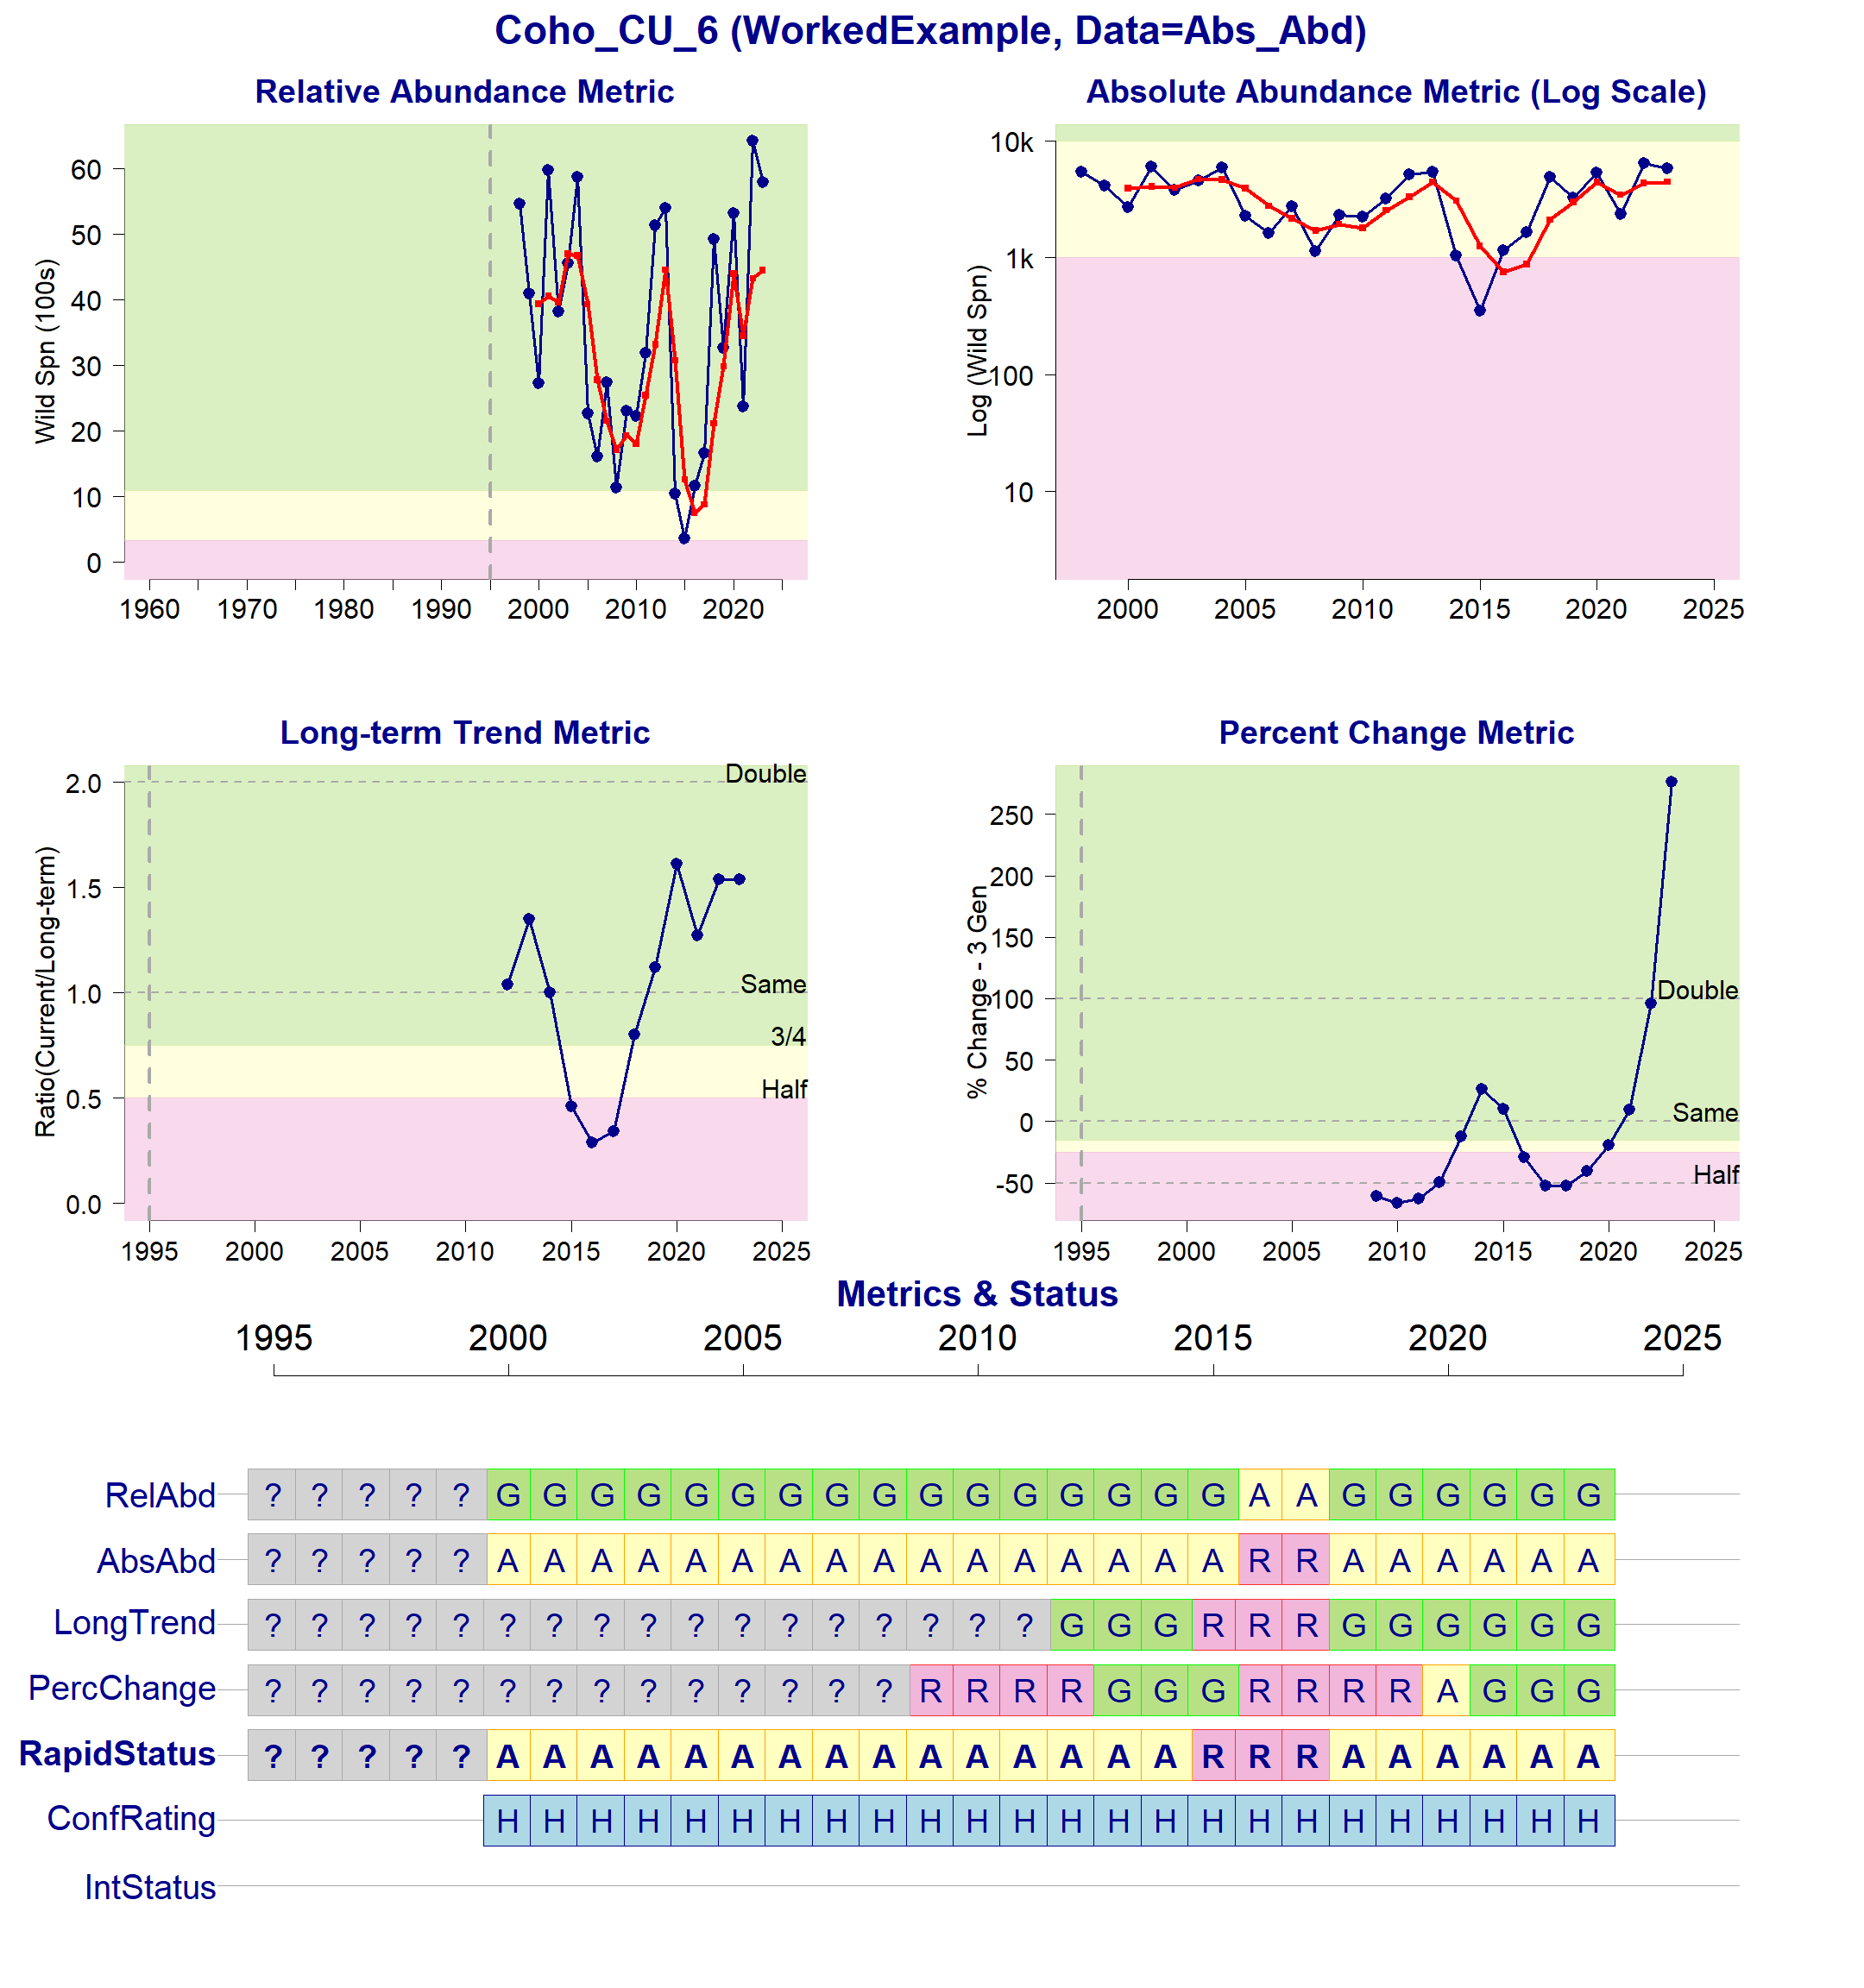 Coho_CU_6 (WorkedExample, Data=Abs_Abd)
Relative Abundance Metric
Wild Spn (100s)
60
50
40
30
20
10
0
1960 1970 1980 1990 2000 2010 2020
Absolute Abundance Metric (Log Scale)
Log (Wild Spn)
10k
1k
100
10
2000 2005 2010 2015 2020 2025
Long-term Trend Metric
Ratio(Current/Long-term)
2.0
1.5
1.0
0.5
0.0
Double
Same
3/4
Half
1995 2000 2005 2010 2015 2020 2025
Percent Change Metric
% Change - 3 Gen
250
200
150
100
50
0
-50
Double
Same
Half
1995 2000 2005 2010 2015 2020 2025
Metrics & Status
1995 2000 2005 2010 2015 2020 2025
RelAbd ? ? ? ? ? G G G G G G G G G G G G G G G G A A G G G G G G
AbsAbd ? ? ? ? ? A A A A A A A A A A A A A A A A R R A A A A A A
LongTrend ? ? ? ? ? ? ? ? ? ? ? ? ? ? ? ? ? G G G R R R G G G G G G
PercChange ? ? ? ? ? ? ? ? ? ? ? ? ? ? R R R R G G G R R R R A G G G
RapidStatus ? ? ? ? ? A A A A A A A A A A A A A A A R R R A A A A A A
ConfRating H H H H H H H H H H H H H H H H H H H H H H H H
IntStatus